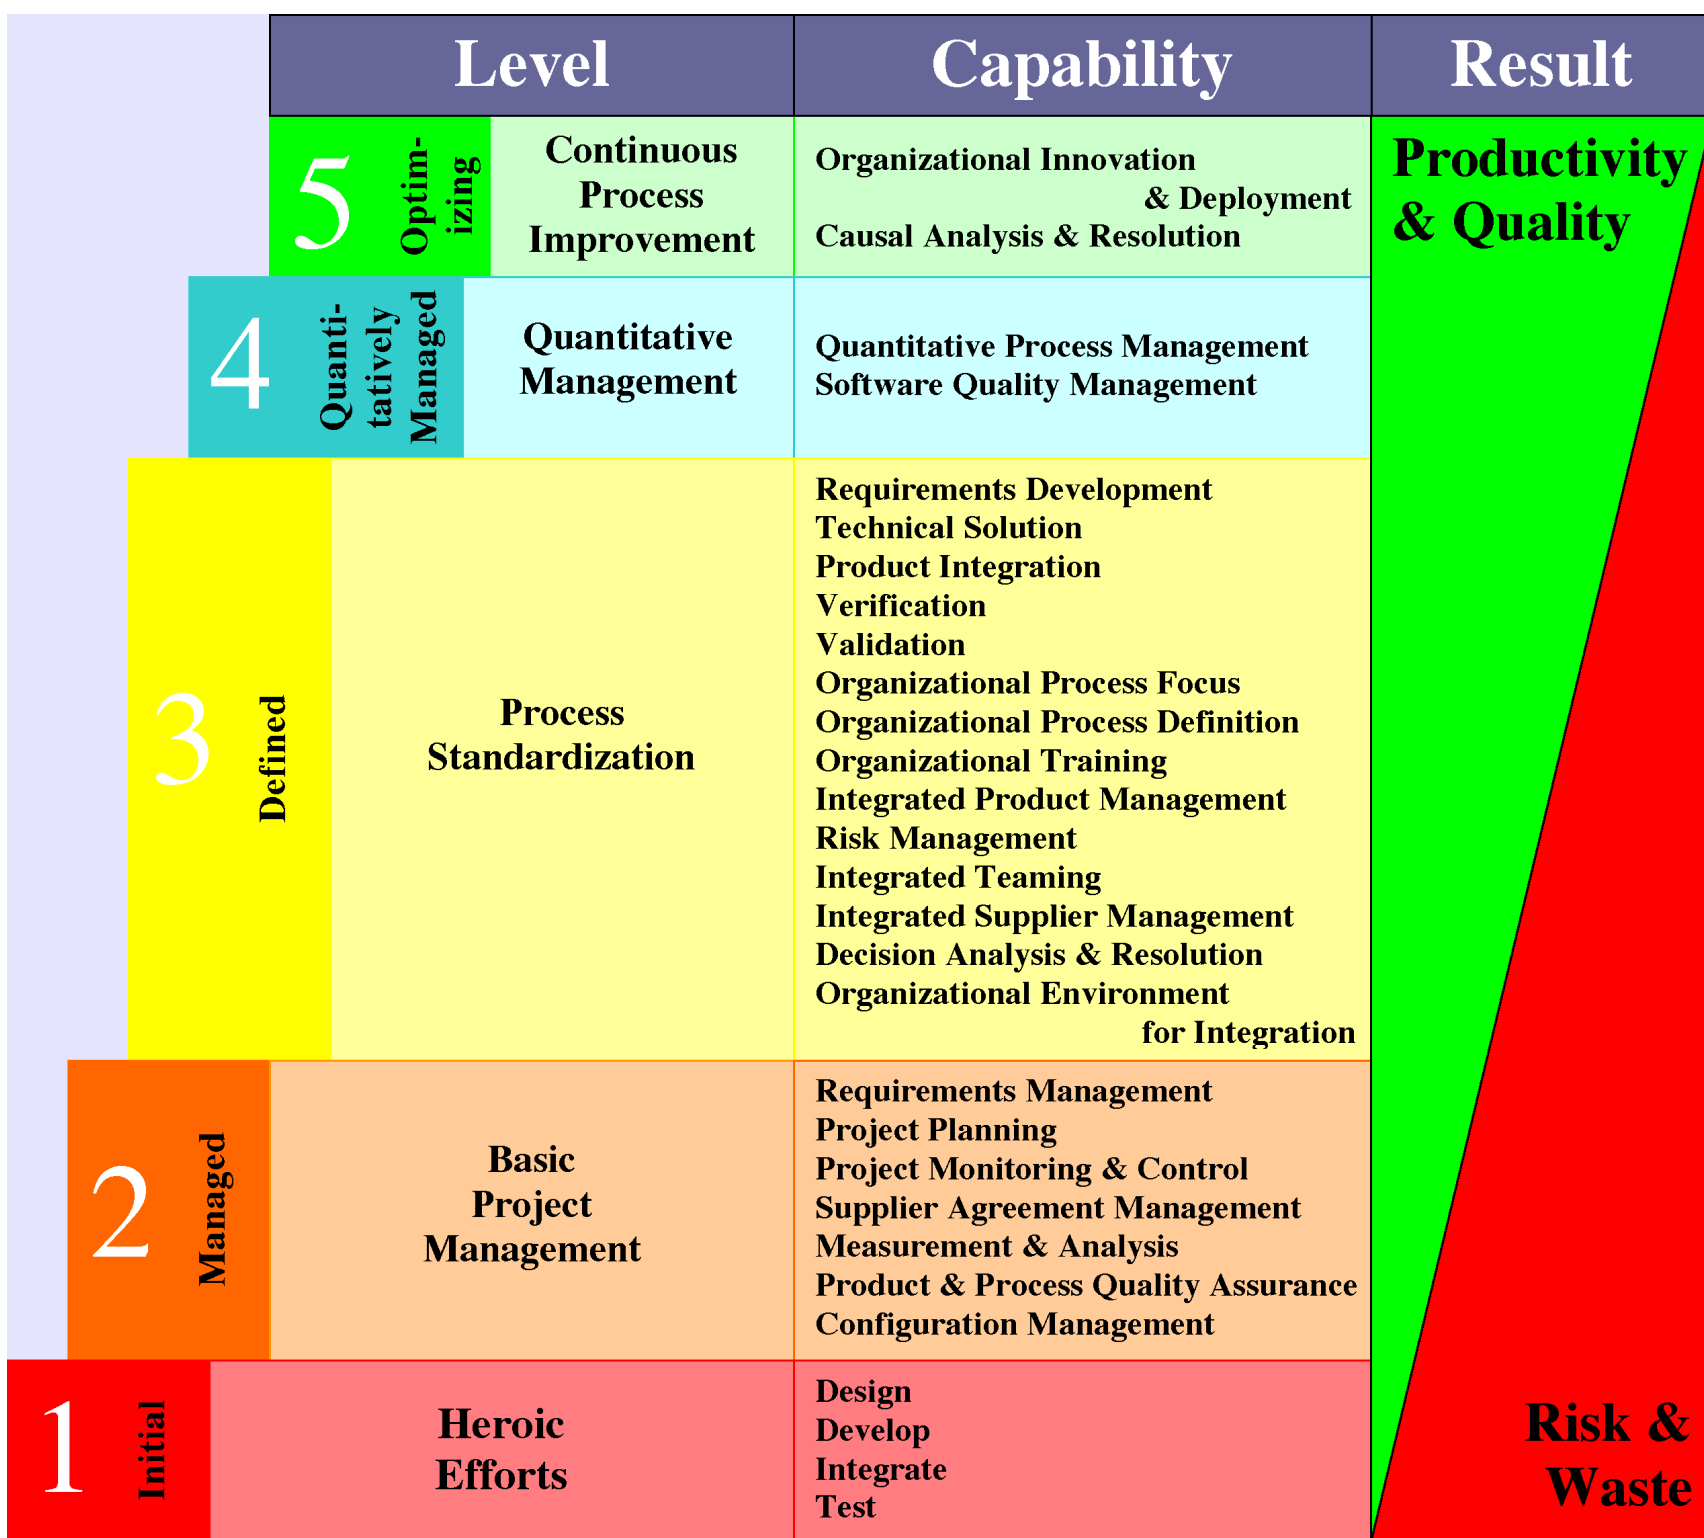 Level
Capability
Result
5
Optim-
izing
Continuous
Process
Improvement
Organizational Innovation
& Deployment
Causal Analysis & Resolution
Productivity
& Quality
4
Quanti-
tatively
Managed
Quantitative
Management
Quantitative Process Management
Software Quality Management
3
Defined
Process
Standardization
Requirements Development
Technical Solution
Product Integration
Verification
Validation
Organizational Process Focus
Organizational Process Definition
Organizational Training
Integrated Product Management
Risk Management
Integrated Teaming
Integrated Supplier Management
Decision Analysis & Resolution
Organizational Environment
for Integration
2
Managed
Basic
Project
Management
Requirements Management
Project Planning
Project Monitoring & Control
Supplier Agreement Management
Measurement & Analysis
Product & Process Quality Assurance
Configuration Management
1
Initial
Heroic
Efforts
Design
Develop
Integrate
Test
Risk &
Waste